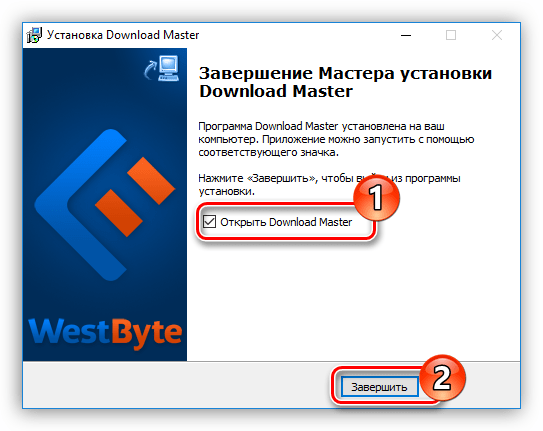 Установка Download Master
Завершение Мастера установки
Download Master
Программа Download Master установлена на ваш
компьютер. Приложение можно запустить с помощью
соответствующего значка.
Нажмите «Завершить», чтобы из программы
установки.
1
Открыть Download Master
WestByte
2
Завершить